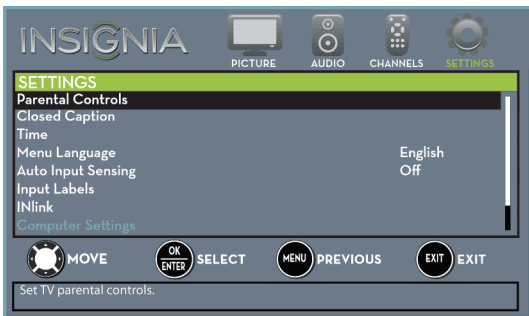 INSIGNIA
PICTURE AUDIO CHANNELS SETTINGS
SETTINGS
Parental Controls
Closed Caption
Time
Menu Language English
Auto Input Sensing Off
Input Labels
INlink
Computer Settings
MOVE OK ENTER SELECT MENU PREVIOUS EXIT EXIT
Set TV parental controls.